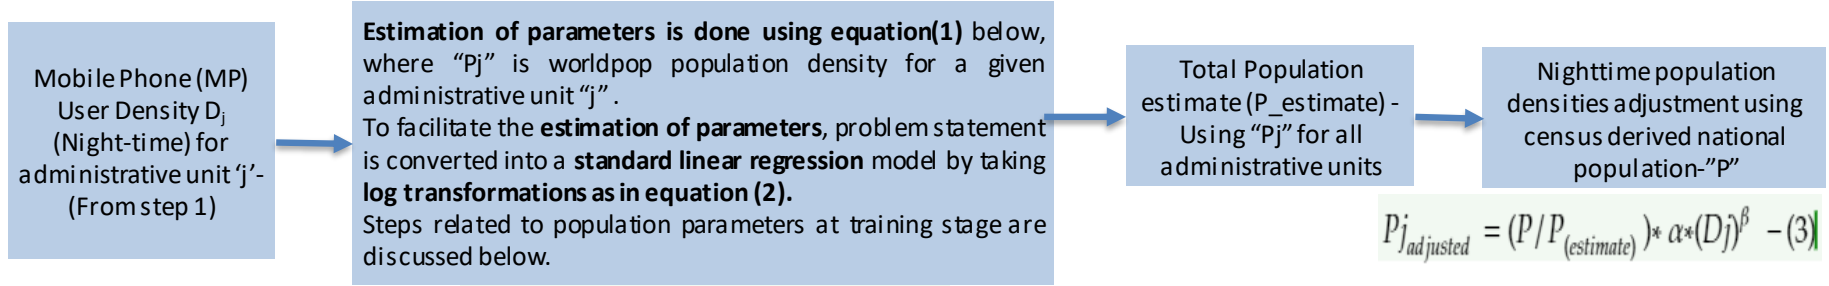 Mobile Phone (MP)
User Density Dj
(Night-time) for
administrative unit ‘j’-
(From step 1)
Estimation of parameters is done using equation(1) below,
where “Pj” is worldpop population density for a given
administrative unit “j” .
To facilitate the estimation of parameters, problem statement
is converted into a standard linear regression model by taking
log transformations as in equation (2).
Steps related to population parameters at training stage are
discussed below.
Total Population
estimate (P_estimate) -
Using “Pj” for all
administrative units
Nighttime population
densities adjustment using
census derived national
population-”P”
Pj_adjusted = (P/P_(estimate))* α*(Dj)^β –(3)